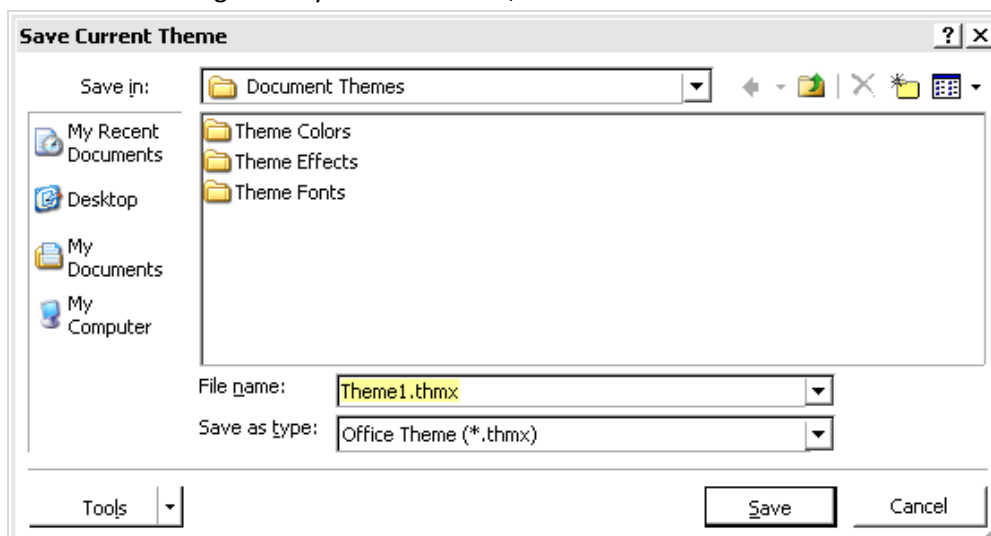 Save Current Theme
?
Save in:
Document Themes
My Recent
Documents
Desktop
My
Documents
My
Computer
Theme Colors
Theme Effects
Theme Fonts
File name:
Theme1.thmx
Save as type:
Office Theme (*.thmx)
Tools
Save
Cancel